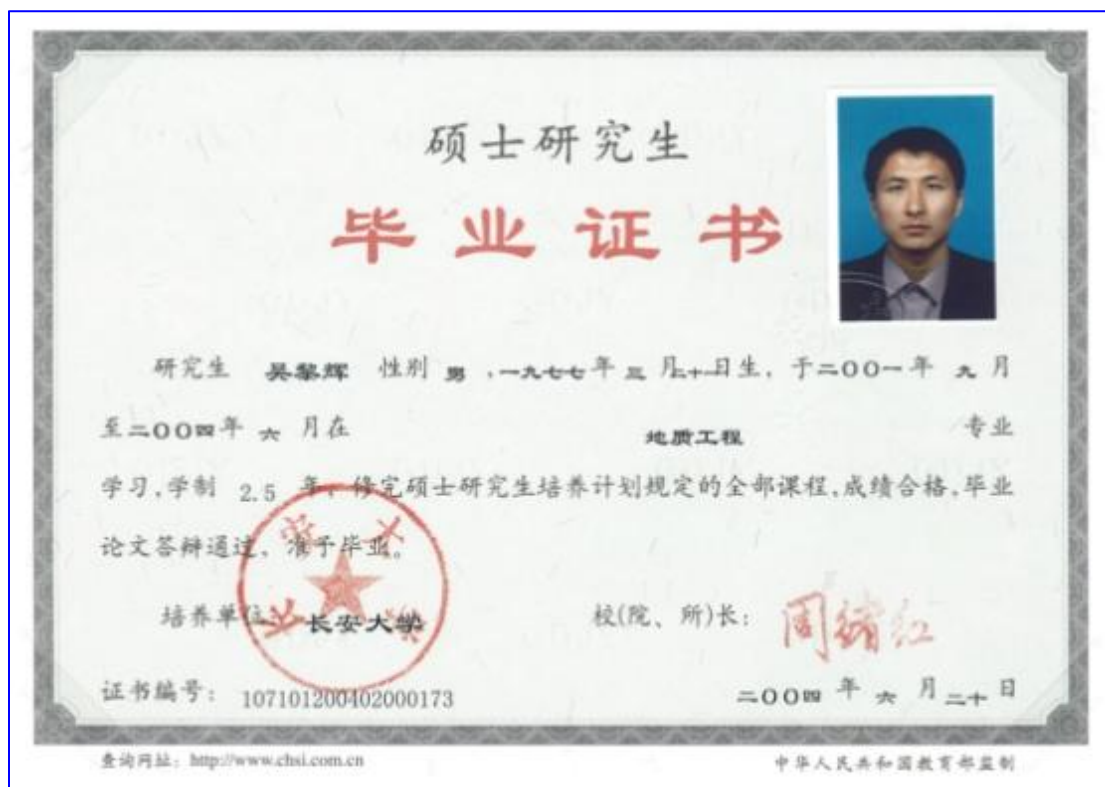 硕士研究生
毕业证书
研究生 吴黎辉 性别 男 ,一九七七年 三 月二十日生, 于二〇〇一年 九 月
至二〇〇四年 六 月在 地质工程 专业
学习,学制 2.5 年, 修完硕士研究生培养计划规定的全部课程,成绩合格,毕业
论文答辩通过, 准予毕业。
培养单位: 长安大学 校(院、所)长: 周绪红
证书编号: 107101200402000173 二〇〇四 年 六 月 二十 日
查询网址: http://www.chsi.com.cn 中华人民共和国教育部监制